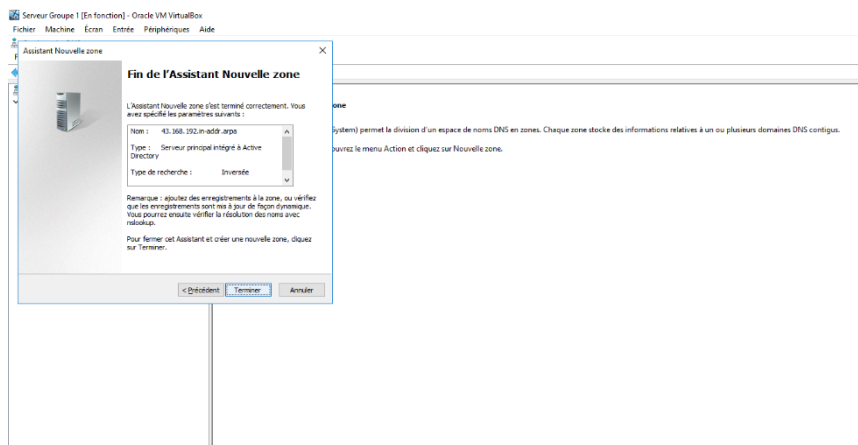 Serveur Groupe 1 [En fonction] - Oracle VM VirtualBox
Fichier Machine Écran Entrée Périphériques Aide
Assistant Nouvelle zone
Fin de l'Assistant Nouvelle zone
L'Assistant Nouvelle zone s'est terminé correctement. Vous
avez spécifié les paramètres suivants :
Nom : 43.168.192.in-addr.arpa
Type : Serveur principal intégré à Active
Directory
Type de recherche : Inversée
Remarque : ajoutez des enregistrements à la zone, ou vérifiez
que les enregistrements sont mis à jour de façon dynamique.
Vous pourrez ensuite vérifier la résolution des noms avec
nslookup.
Pour fermer cet Assistant et créer une nouvelle zone, cliquez
sur Terminer.
< Précédent Terminer Annuler
one
System) permet la division d'un espace de noms DNS en zones. Chaque zone stocke des informations relatives à un ou plusieurs domaines DNS contigus.
ouvrez le menu Action et cliquez sur Nouvelle zone.